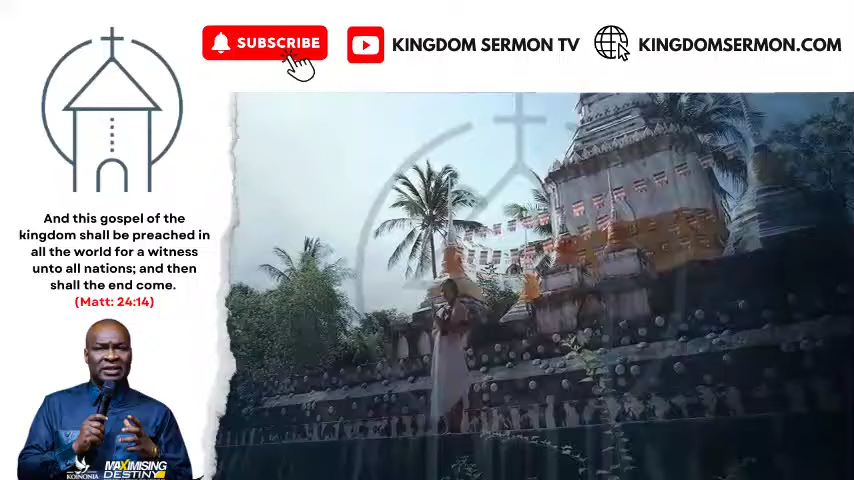 SUBSCRIBE
KINGDOM SERMON TV
KINGDOMSERMON.COM
And this gospel of the
kingdom shall be preached in
all the world for a witness
unto all nations; and then
shall the end come.
(Matt: 24:14)
KOINONIA
MAXIMISING
DESTINY